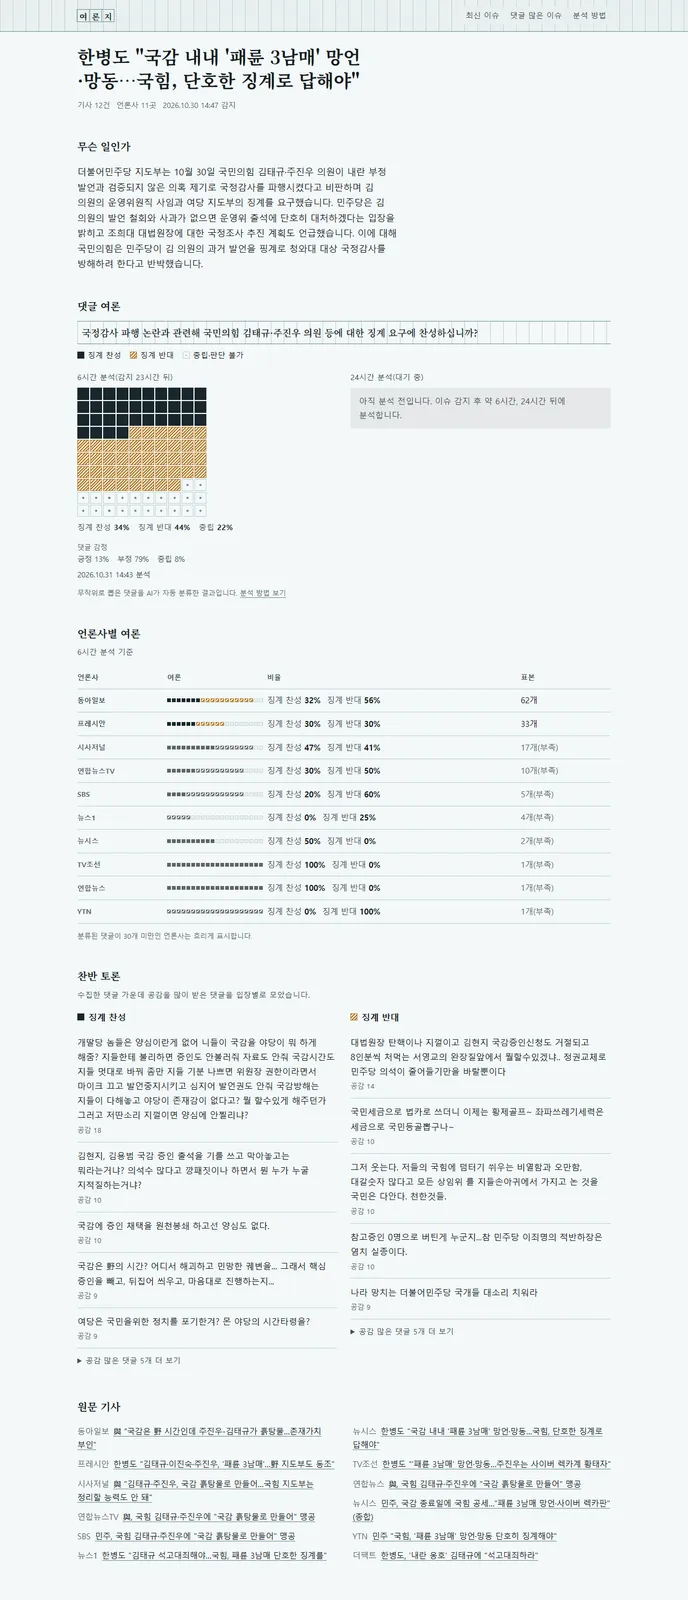 여론지
최신 이슈 댓글 많은 이슈 분석 방법
한병도 "국감 내내 '패륜 3남매' 망언
·망동…국힘, 단호한 징계로 답해야"
기사 12건 언론사 11곳 2026.10.30 14:47 감지
무슨 일인가
더불어민주당 지도부는 10월 30일 국민의힘 김태규·주진우 의원이 내란 부정
발언과 검증되지 않은 의혹 제기로 국정감사를 파행시켰다고 비판하며 김
의원의 운영위원직 사임과 여당 지도부의 징계를 요구했습니다. 민주당은 김
의원의 발언 철회와 사과가 없으면 운영위 출석에 단호히 대처하겠다는 입장을
밝히고 조희대 대법원장에 대한 국정조사 추진 계획도 언급했습니다. 이에 대해
국민의힘은 민주당이 김 의원의 과거 발언을 핑계로 청와대 대상 국정감사를
방해하려 한다고 반박했습니다.
댓글 여론
국정감사 파행 논란과 관련해 국민의힘 김태규·주진우 의원 등에 대한 징계 요구에 찬성하십니까?
징계 찬성 징계 반대 중립·판단 불가
6시간 분석(감지 23시간 뒤)
징계 찬성 34% 징계 반대 44% 중립 22%
댓글 감정
긍정 13% 부정 79% 중립 8%
2026.10.31 14:43 분석
무작위로 뽑은 댓글을 AI가 자동 분류한 결과입니다. 분석 방법 보기
24시간 분석(대기 중)
아직 분석 전입니다. 이슈 감지 후 약 6시간, 24시간 뒤에
분석합니다.
언론사별 여론
6시간 분석 기준
언론사 여론 비율 표본
동아일보 징계 찬성 32% 징계 반대 56% 62개
프레시안 징계 찬성 30% 징계 반대 30% 33개
시사저널 징계 찬성 47% 징계 반대 41% 17개(부족)
연합뉴스TV 징계 찬성 30% 징계 반대 50% 10개(부족)
SBS 징계 찬성 20% 징계 반대 60% 5개(부족)
뉴스1 징계 찬성 0% 징계 반대 25% 4개(부족)
뉴시스 징계 찬성 50% 징계 반대 0% 2개(부족)
TV조선 징계 찬성 100% 징계 반대 0% 1개(부족)
연합뉴스 징계 찬성 100% 징계 반대 0% 1개(부족)
YTN 징계 찬성 0% 징계 반대 100% 1개(부족)
분류된 댓글이 30개 미만인 언론사는 흐리게 표시합니다.
찬반 토론
수집한 댓글 가운데 공감을 많이 받은 댓글을 입장별로 모았습니다.
징계 찬성
개딸당 놈들은 양심이란게 없어 니들이 국감을 야당이 뭐 하게
해줌? 지들한테 불리하면 증인도 안불러줘 자료도 안줘 국감시간도
지들 멋대로 바꿔 좀만 지들 기분 나쁘면 위원장 권한이라면서
마이크 끄고 발언중지시키고 심지어 발언권도 안줘 국감방해는
지들이 다해놓고 야당이 존재감이 없다고? 뭘 할수있게 해주던가
그러고 저딴소리 지껄이면 양심에 안찔리냐?
공감 18
김현지, 김용범 국감 증인 출석을 기를 쓰고 막아놓고는
뭐라는거냐? 의석수 많다고 깡패짓이나 하면서 뭔 누가 누굴
지적질하는거냐?
공감 10
국감에 증인 채택을 원천봉쇄 하고선 양심도 없다.
공감 10
국감은 野의 시간? 어디서 해괴하고 민망한 궤변을... 그래서 핵심
증인을 빼고, 뒤집어 씌우고, 마음대로 진행하는지...
공감 9
여당은 국민을위한 정치를 포기한겨? 몬 야당의 시간타령을?
공감 9
▶ 공감 많은 댓글 5개 더 보기
징계 반대
대법원장 탄핵이나 지껄이고 김현지 국감증인신청도 거절되고
8인분씩 처먹는 서영교의 완장질앞에서 뭘할수있겠냐.. 정권교체로
민주당 의석이 줄어들기만을 바랄뿐이다
공감 14
국민세금으로 법카로 쓰더니 이제는 황제골프~ 좌파쓰레기세력은
세금으로 국민등골뽑구나~
공감 10
그저 웃는다. 저들의 국힘에 덤터기 씌우는 비열함과 오만함,
대갈숫자 많다고 모든 상임위 를 지들손아귀에서 가지고 논 것을
국민은 다안다. 천한것들.
공감 10
참고증인 0명으로 버틴게 누군지...참 민주당 이죄명의 적반하장은
염치 실종이다.
공감 10
나라 망치는 더불어민주당 국개들 대소리 치워라
공감 9
▶ 공감 많은 댓글 5개 더 보기
원문 기사
동아일보 與 "국감은 野 시간인데 주진우-김태규가 흙탕물…존재가치
부인"
프레시안 한병도 "김태규·이진숙·주진우, '패륜 3남매'…野 지도부도 동조"
시사저널 與 "김태규·주진우, 국감 흙탕물로 만들어…국힘 지도부는
정리할 능력도 안 돼"
연합뉴스TV 與, 국힘 김태규·주진우에 "국감 흙탕물로 만들어" 맹공
SBS 민주, 국힘 김태규·주진우에 "국감 흙탕물로 만들어" 맹공
뉴스1 한병도 "김태규 석고대죄해야…국힘, 패륜 3남매 단호한 징계를"
뉴시스 한병도 "국감 내내 '패륜 3남매' 망언·망동…국힘, 단호한 징계로
답해야"
TV조선 한병도 "'패륜 3남매' 망언·망동…주진우는 사이버 렉카계 황태자"
연합뉴스 與, 국힘 김태규·주진우에 "국감 흙탕물로 만들어" 맹공
뉴시스 민주, 국감 종료일에 국힘 공세…"패륜 3남매 망언·사이버 렉카판"
(종합)
YTN 민주 "국힘, '패륜 3남매' 망언·망동 단호히 징계해야"
더팩트 한병도, '내란 옹호' 김태규에 "석고대죄하라"